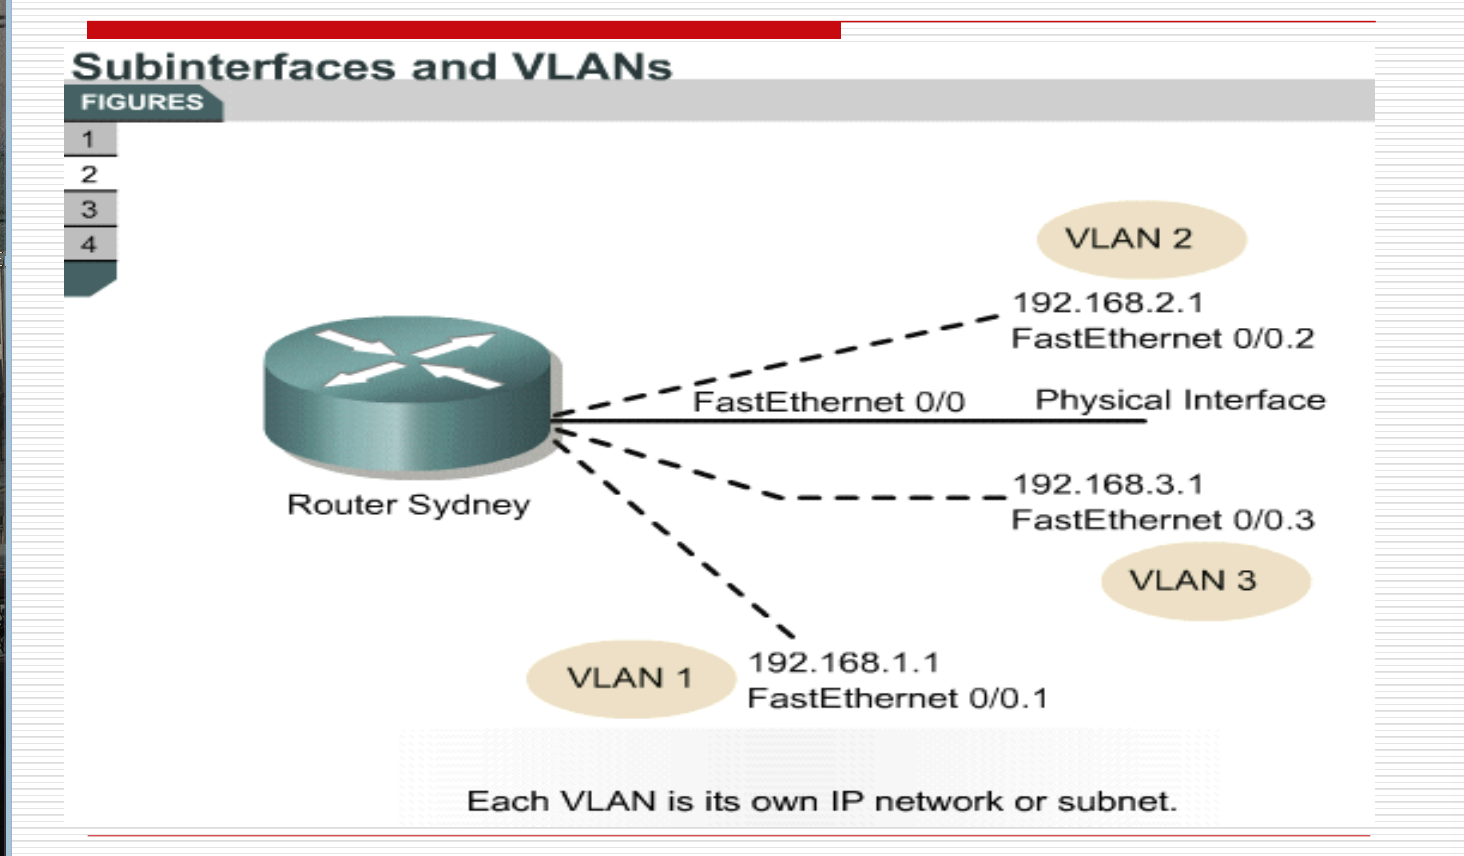 Subinterfaces and VLANs
FIGURES
1
2
3
4
VLAN 2
192.168.2.1
FastEthernet 0/0.2
FastEthernet 0/0
Physical Interface
192.168.3.1
FastEthernet 0/0.3
VLAN 3
Router Sydney
VLAN 1
192.168.1.1
FastEthernet 0/0.1
Each VLAN is its own IP network or subnet.